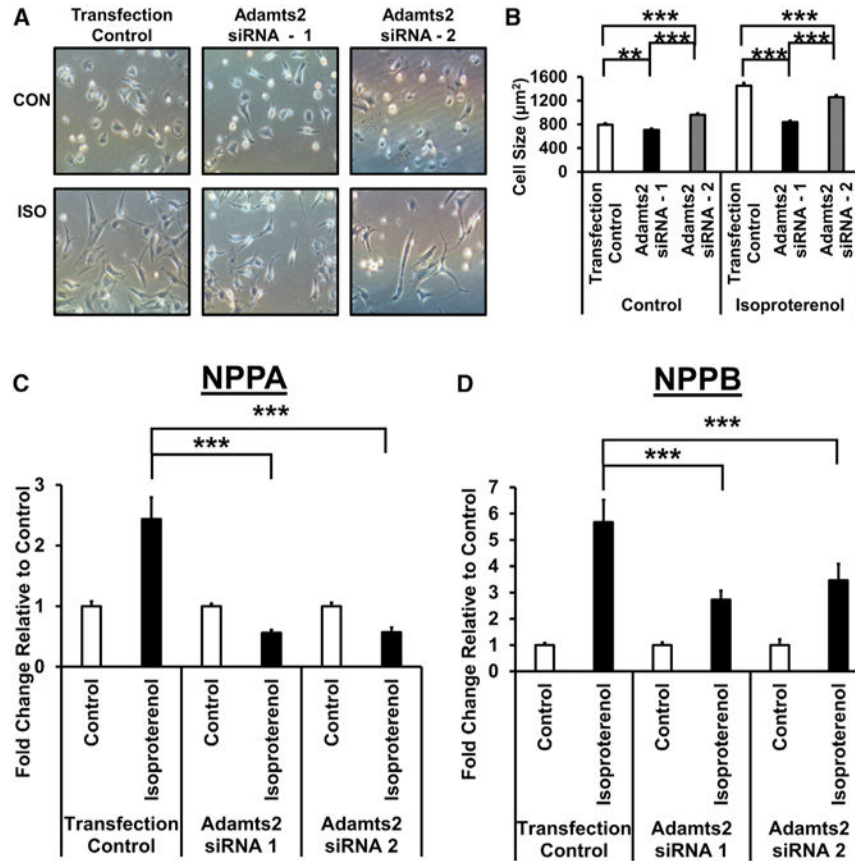 A
Transfection
Control
Adamts2
siRNA - 1
Adamts2
siRNA - 2
CON
ISO
B
***
***
**
***
***
***
***
Cell Size (μm²)
1600
1200
800
400
0
Transfection
Control
Adamts2
siRNA - 1
Adamts2
siRNA - 2
Transfection
Control
Adamts2
siRNA - 1
Adamts2
siRNA - 2
Control
Isoproterenol
C
NPPA
***
***
Fold Change Relative to Control
3
2
1
0
Control
Isoproterenol
Control
Isoproterenol
Control
Isoproterenol
Transfection
Control
Adamts2
siRNA 1
Adamts2
siRNA 2
D
NPPB
***
***
Fold Change Relative to Control
7
6
5
4
3
2
1
0
Control
Isoproterenol
Control
Isoproterenol
Control
Isoproterenol
Transfection
Control
Adamts2
siRNA 1
Adamts2
siRNA 2